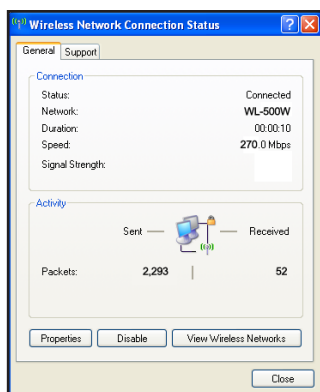 Wireless Network Connection Status
General Support
Connection
Status: Connected
Network: WL-500W
Duration: 00:00:10
Speed: 270.0 Mbps
Signal Strength:
Activity
Sent Received
Packets: 2,293 52
Properties Disable View Wireless Networks
Close